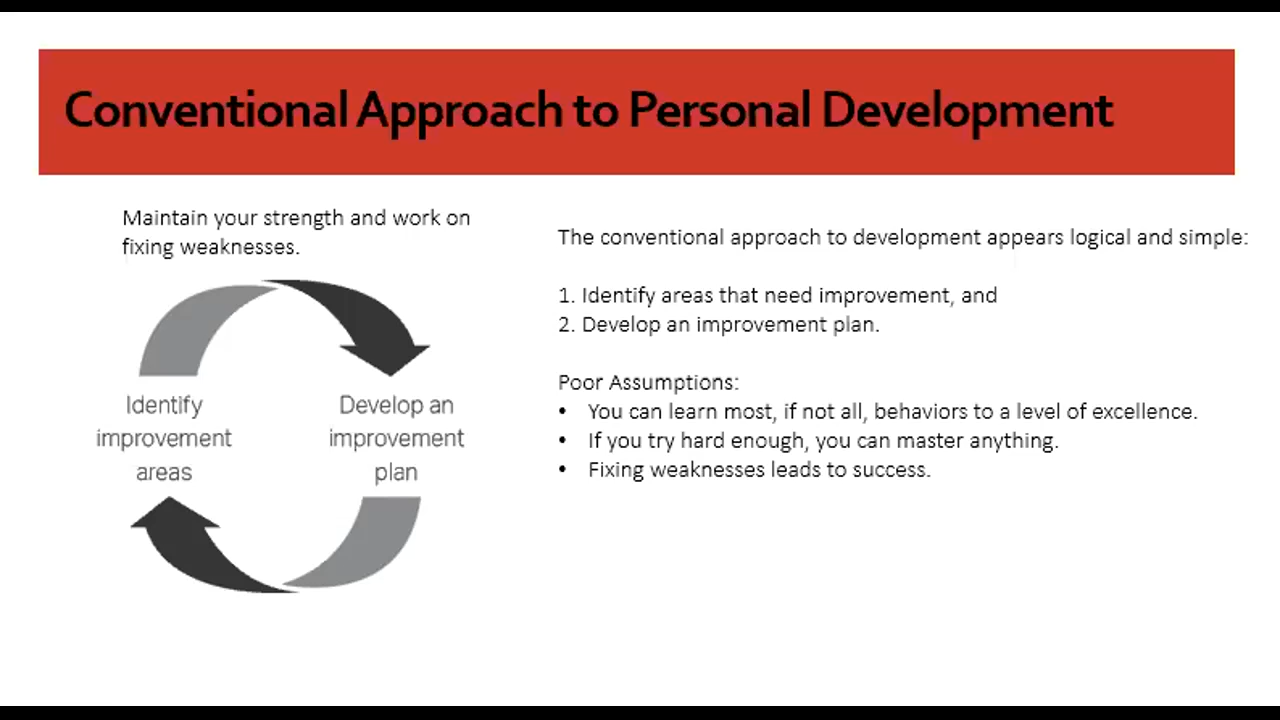 Conventional Approach to Personal Development
Maintain your strength and work on
fixing weaknesses.
Identify
improvement
areas
Develop an
improvement
plan
The conventional approach to development appears logical and simple:
1. Identify areas that need improvement, and
2. Develop an improvement plan.
Poor Assumptions:
• You can learn most, if not all, behaviors to a level of excellence.
• If you try hard enough, you can master anything.
• Fixing weaknesses leads to success.